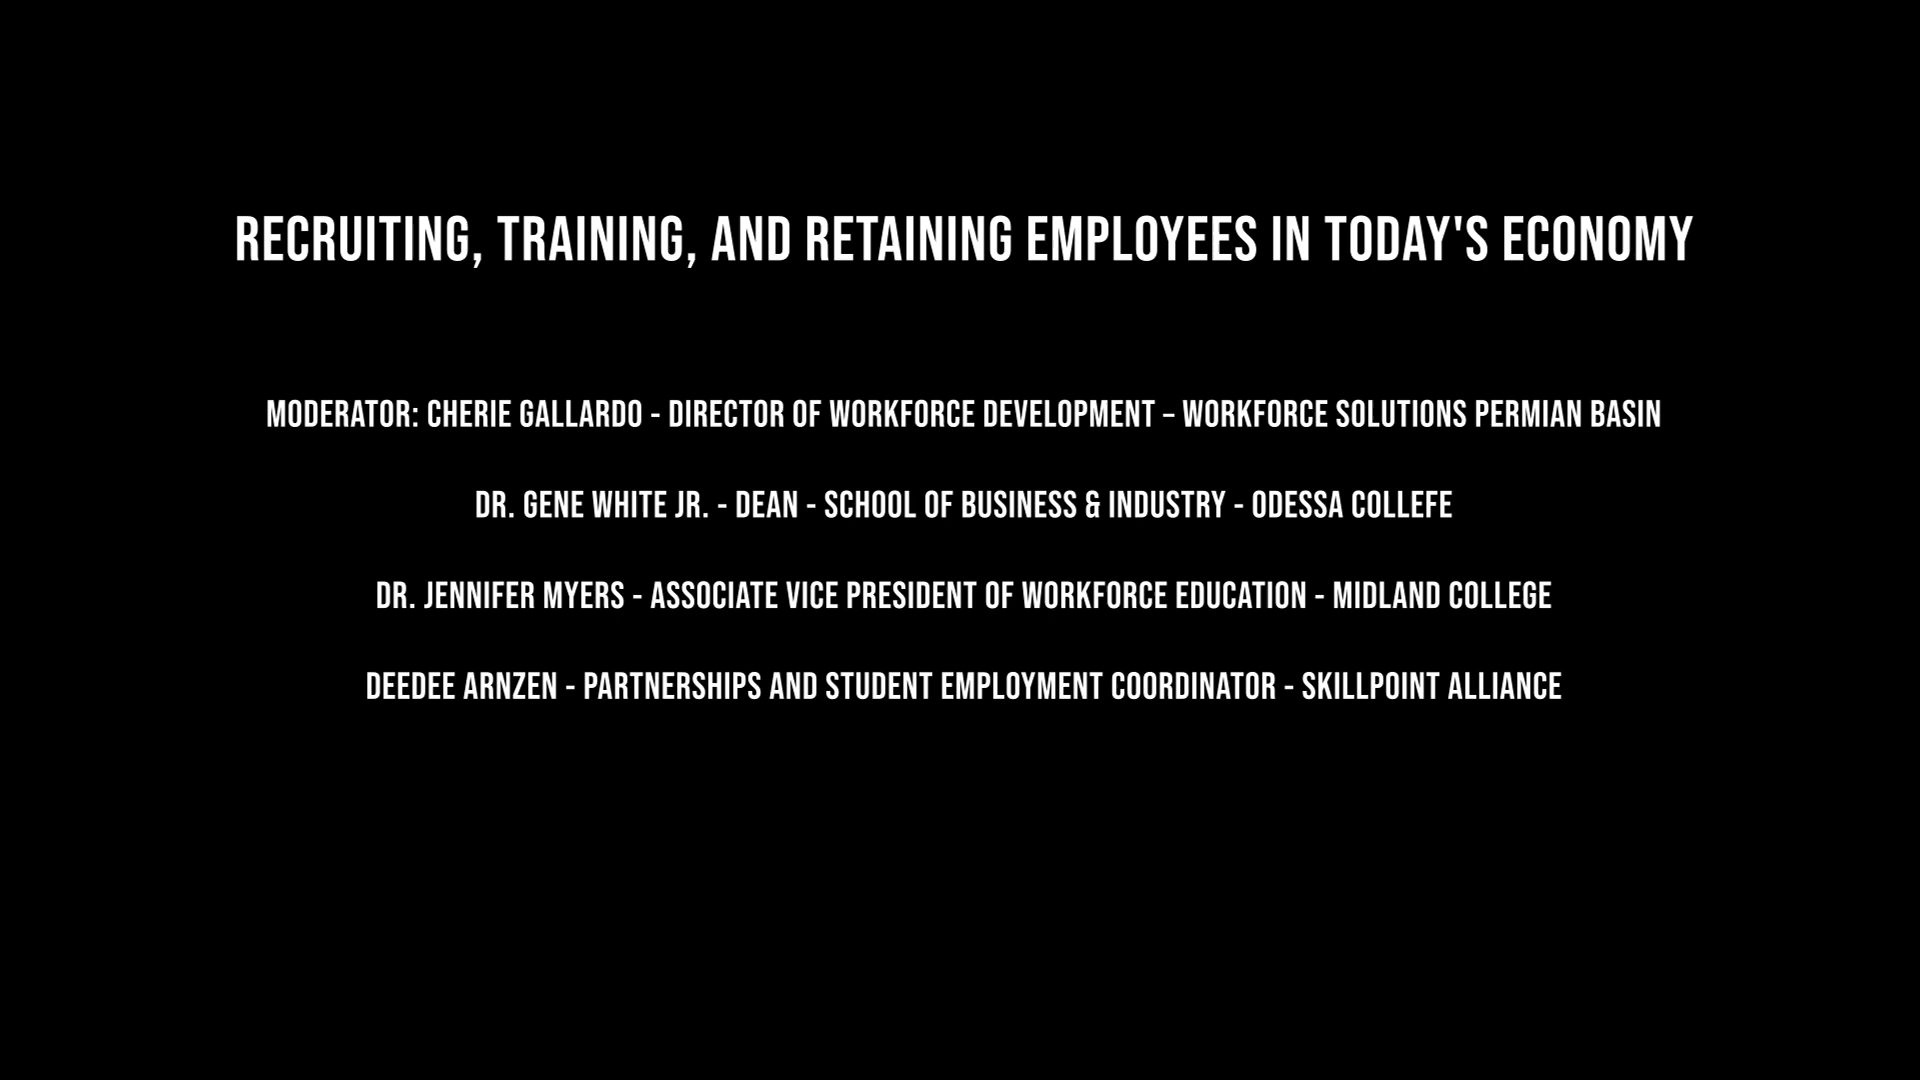 RECRUITING, TRAINING, AND RETAINING EMPLOYEES IN TODAY'S ECONOMY
MODERATOR: CHERIE GALLARDO - DIRECTOR OF WORKFORCE DEVELOPMENT – WORKFORCE SOLUTIONS PERMIAN BASIN
DR. GENE WHITE JR. - DEAN - SCHOOL OF BUSINESS & INDUSTRY - ODESSA COLLEFE
DR. JENNIFER MYERS - ASSOCIATE VICE PRESIDENT OF WORKFORCE EDUCATION - MIDLAND COLLEGE
DEEDEE ARNZEN - PARTNERSHIPS AND STUDENT EMPLOYMENT COORDINATOR - SKILLPOINT ALLIANCE